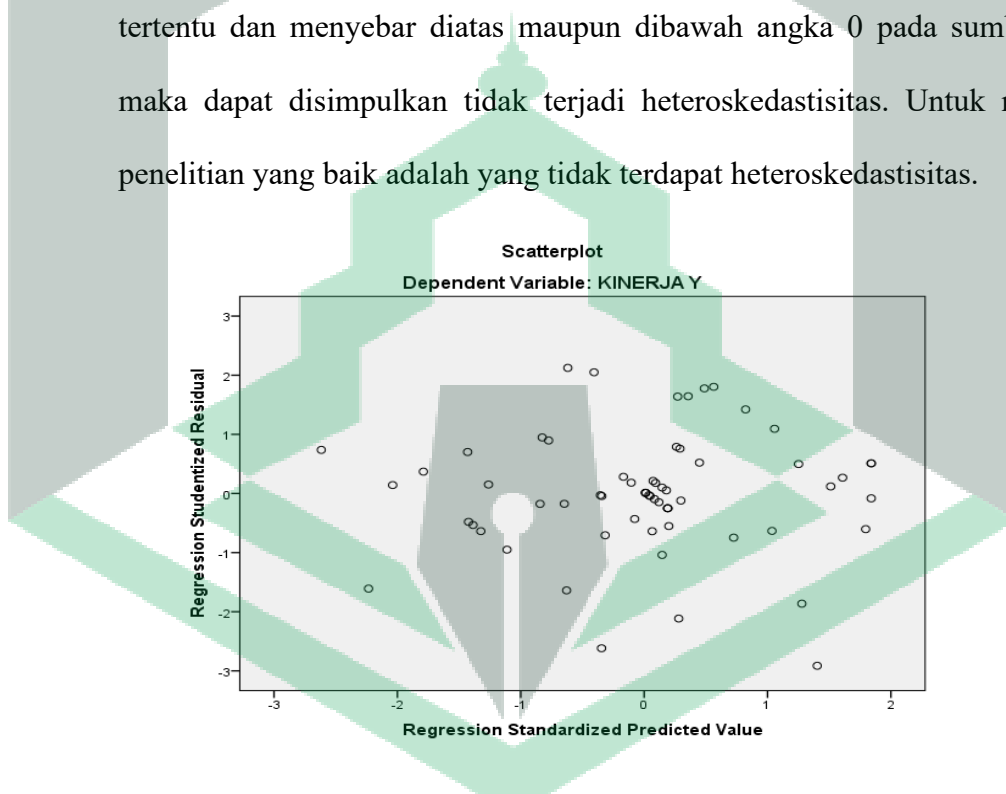 tertentu dan menyebar diatas maupun dibawah angka 0 pada sum
maka dapat disimpulkan tidak terjadi heteroskedastisitas. Untuk
penelitian yang baik adalah yang tidak terdapat heteroskedastisitas.
Scatterplot
Dependent Variable: KINERJA Y
Regression Studentized Residual
3
2
1
0
-1
-2
-3
-3 -2 -1 0 1 2
Regression Standardized Predicted Value